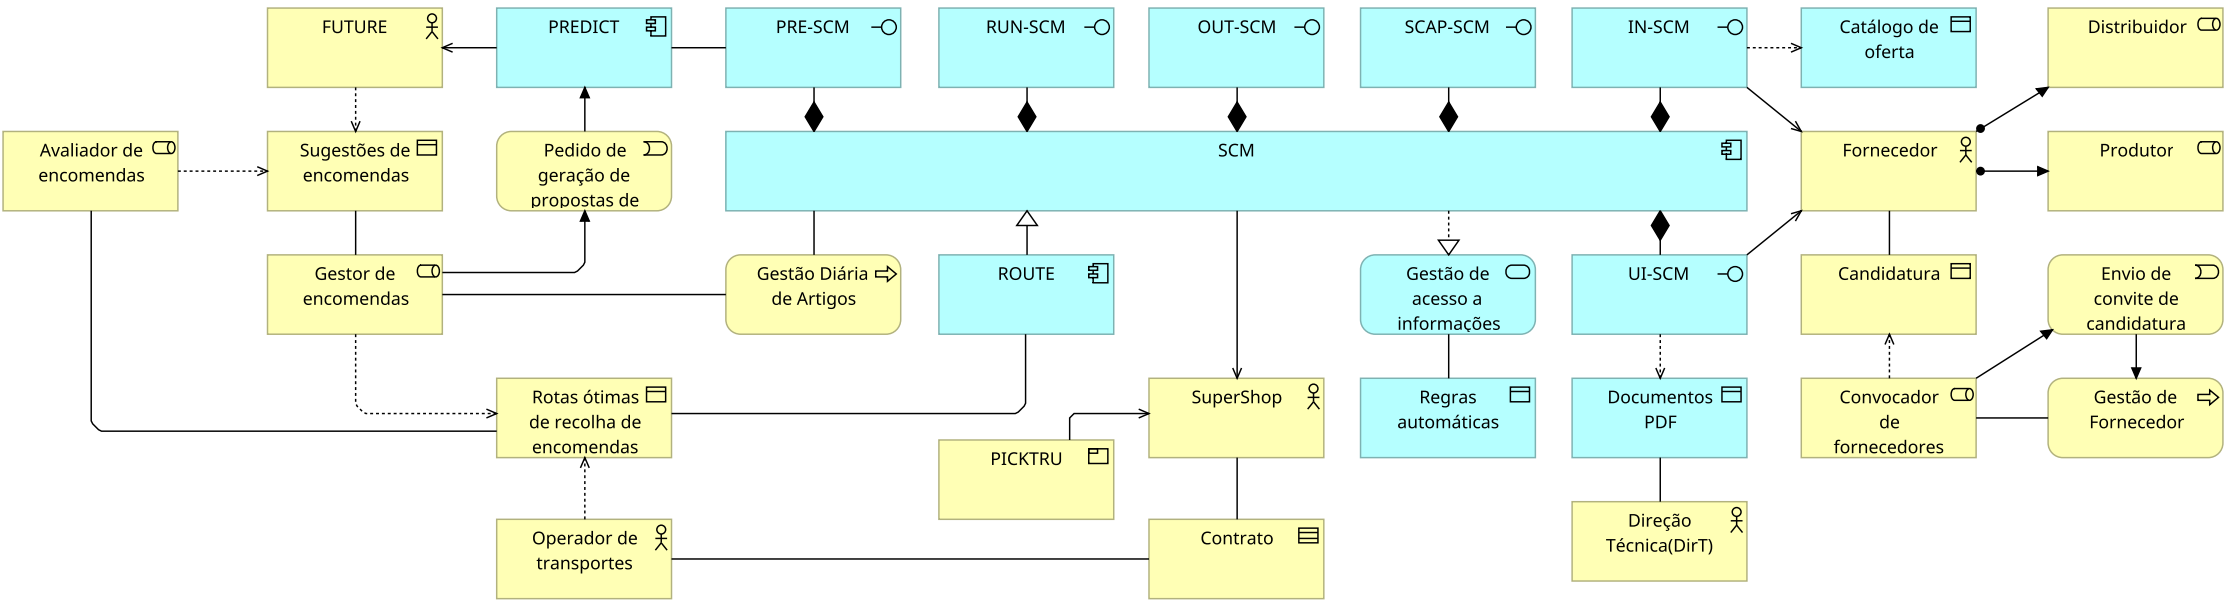 FUTURE
PREDICT
PRE-SCM
RUN-SCM
OUT-SCM
SCAP-SCM
IN-SCM
Catálogo de
oferta
Distribuidor
Avaliador de
encomendas
Sugestões de
encomendas
Pedido de
geração de
propostas de
SCM
Fornecedor
Produtor
Gestor de
encomendas
Gestão Diária
de Artigos
ROUTE
Gestão de
acesso a
informações
UI-SCM
Candidatura
Envio de
convite de
candidatura
Rotas ótimas
de recolha de
encomendas
SuperShop
Regras
automáticas
Documentos
PDF
Convocador
de
fornecedores
Gestão de
Fornecedor
PICKTRU
Operador de
transportes
Contrato
Direção
Técnica(DirT)